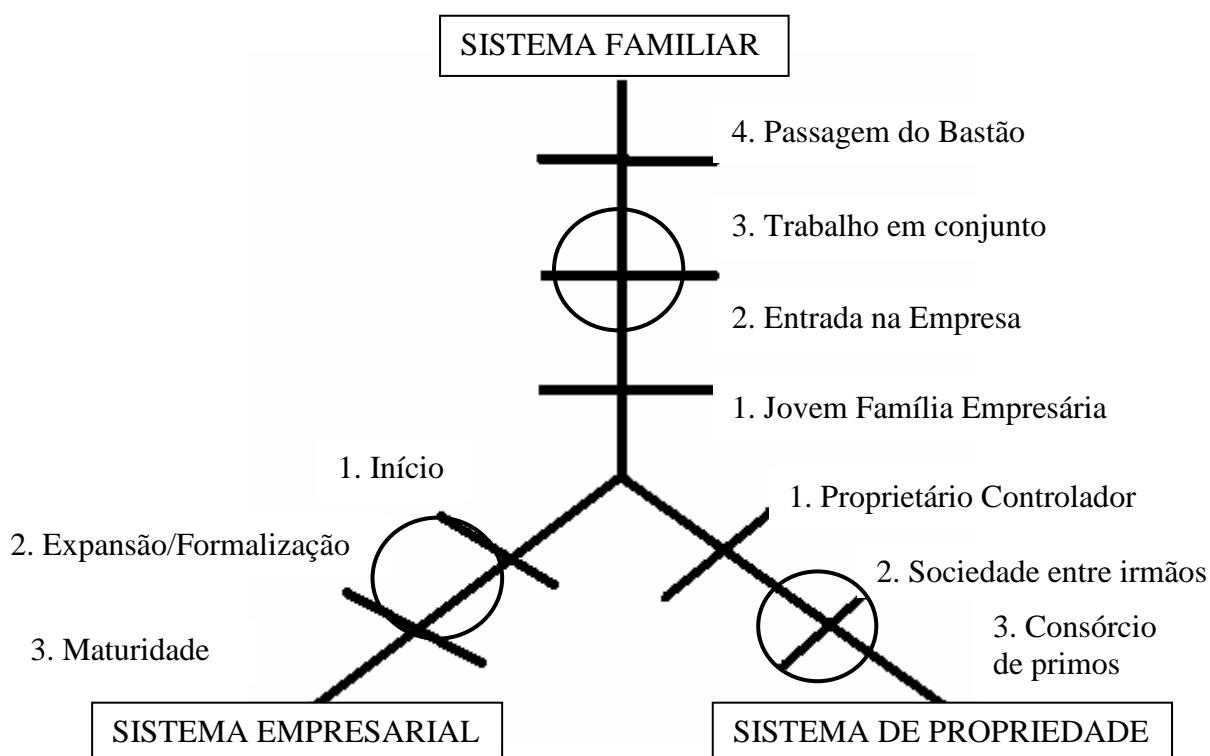 SISTEMA FAMILIAR
4. Passagem do Bastão
3. Trabalho em conjunto
2. Entrada na Empresa
1. Jovem Família Empresária
1. Início
2. Expansão/Formalização
3. Maturidade
1. Proprietário Controlador
2. Sociedade entre irmãos
3. Consórcio
de primos
SISTEMA EMPRESARIAL
SISTEMA DE PROPRIEDADE